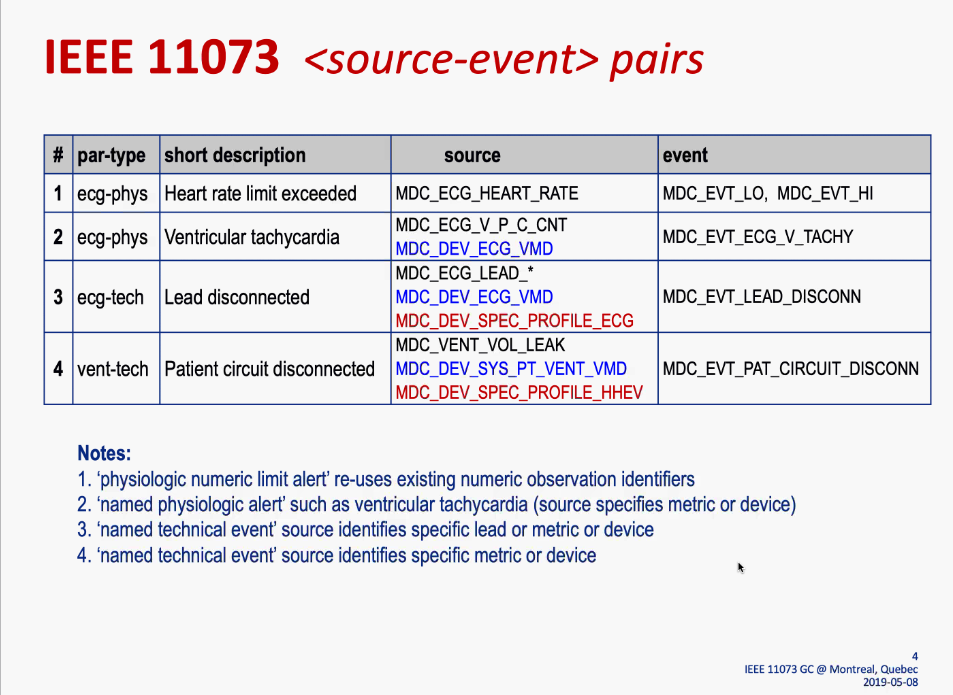 IEEE 11073 <source-event> pairs
# par-type short description source event
1 ecg-phys Heart rate limit exceeded MDC_ECG_HEART_RATE MDC_EVT_LO, MDC_EVT_HI
2 ecg-phys Ventricular tachycardia MDC_ECG_V_P_C_CNT
MDC_DEV_ECG_VMD MDC_EVT_ECG_V_TACHY
3 ecg-tech Lead disconnected MDC_ECG_LEAD_*
MDC_DEV_ECG_VMD
MDC_DEV_SPEC_PROFILE_ECG MDC_EVT_LEAD_DISCONN
4 vent-tech Patient circuit disconnected MDC_VENT_VOL_LEAK
MDC_DEV_SYS_PT_VENT_VMD
MDC_DEV_SPEC_PROFILE_HHEV MDC_EVT_PAT_CIRCUIT_DISCONN
Notes:
1. ‘physiologic numeric limit alert’ re-uses existing numeric observation identifiers
2. ‘named physiologic alert’ such as ventricular tachycardia (source specifies metric or device)
3. ‘named technical event’ source identifies specific lead or metric or device
4. ‘named technical event’ source identifies specific metric or device
4
IEEE 11073 GC @ Montreal, Quebec
2019-05-08